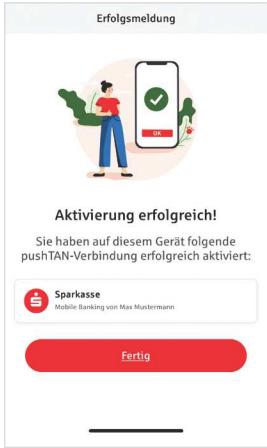 Erfolgsmeldung
OK
Aktivierung erfolgreich!
Sie haben auf diesem Gerät folgende
pushTAN-Verbindung erfolgreich aktiviert:
Sparkasse
Mobile Banking von Max Mustermann
Fertig